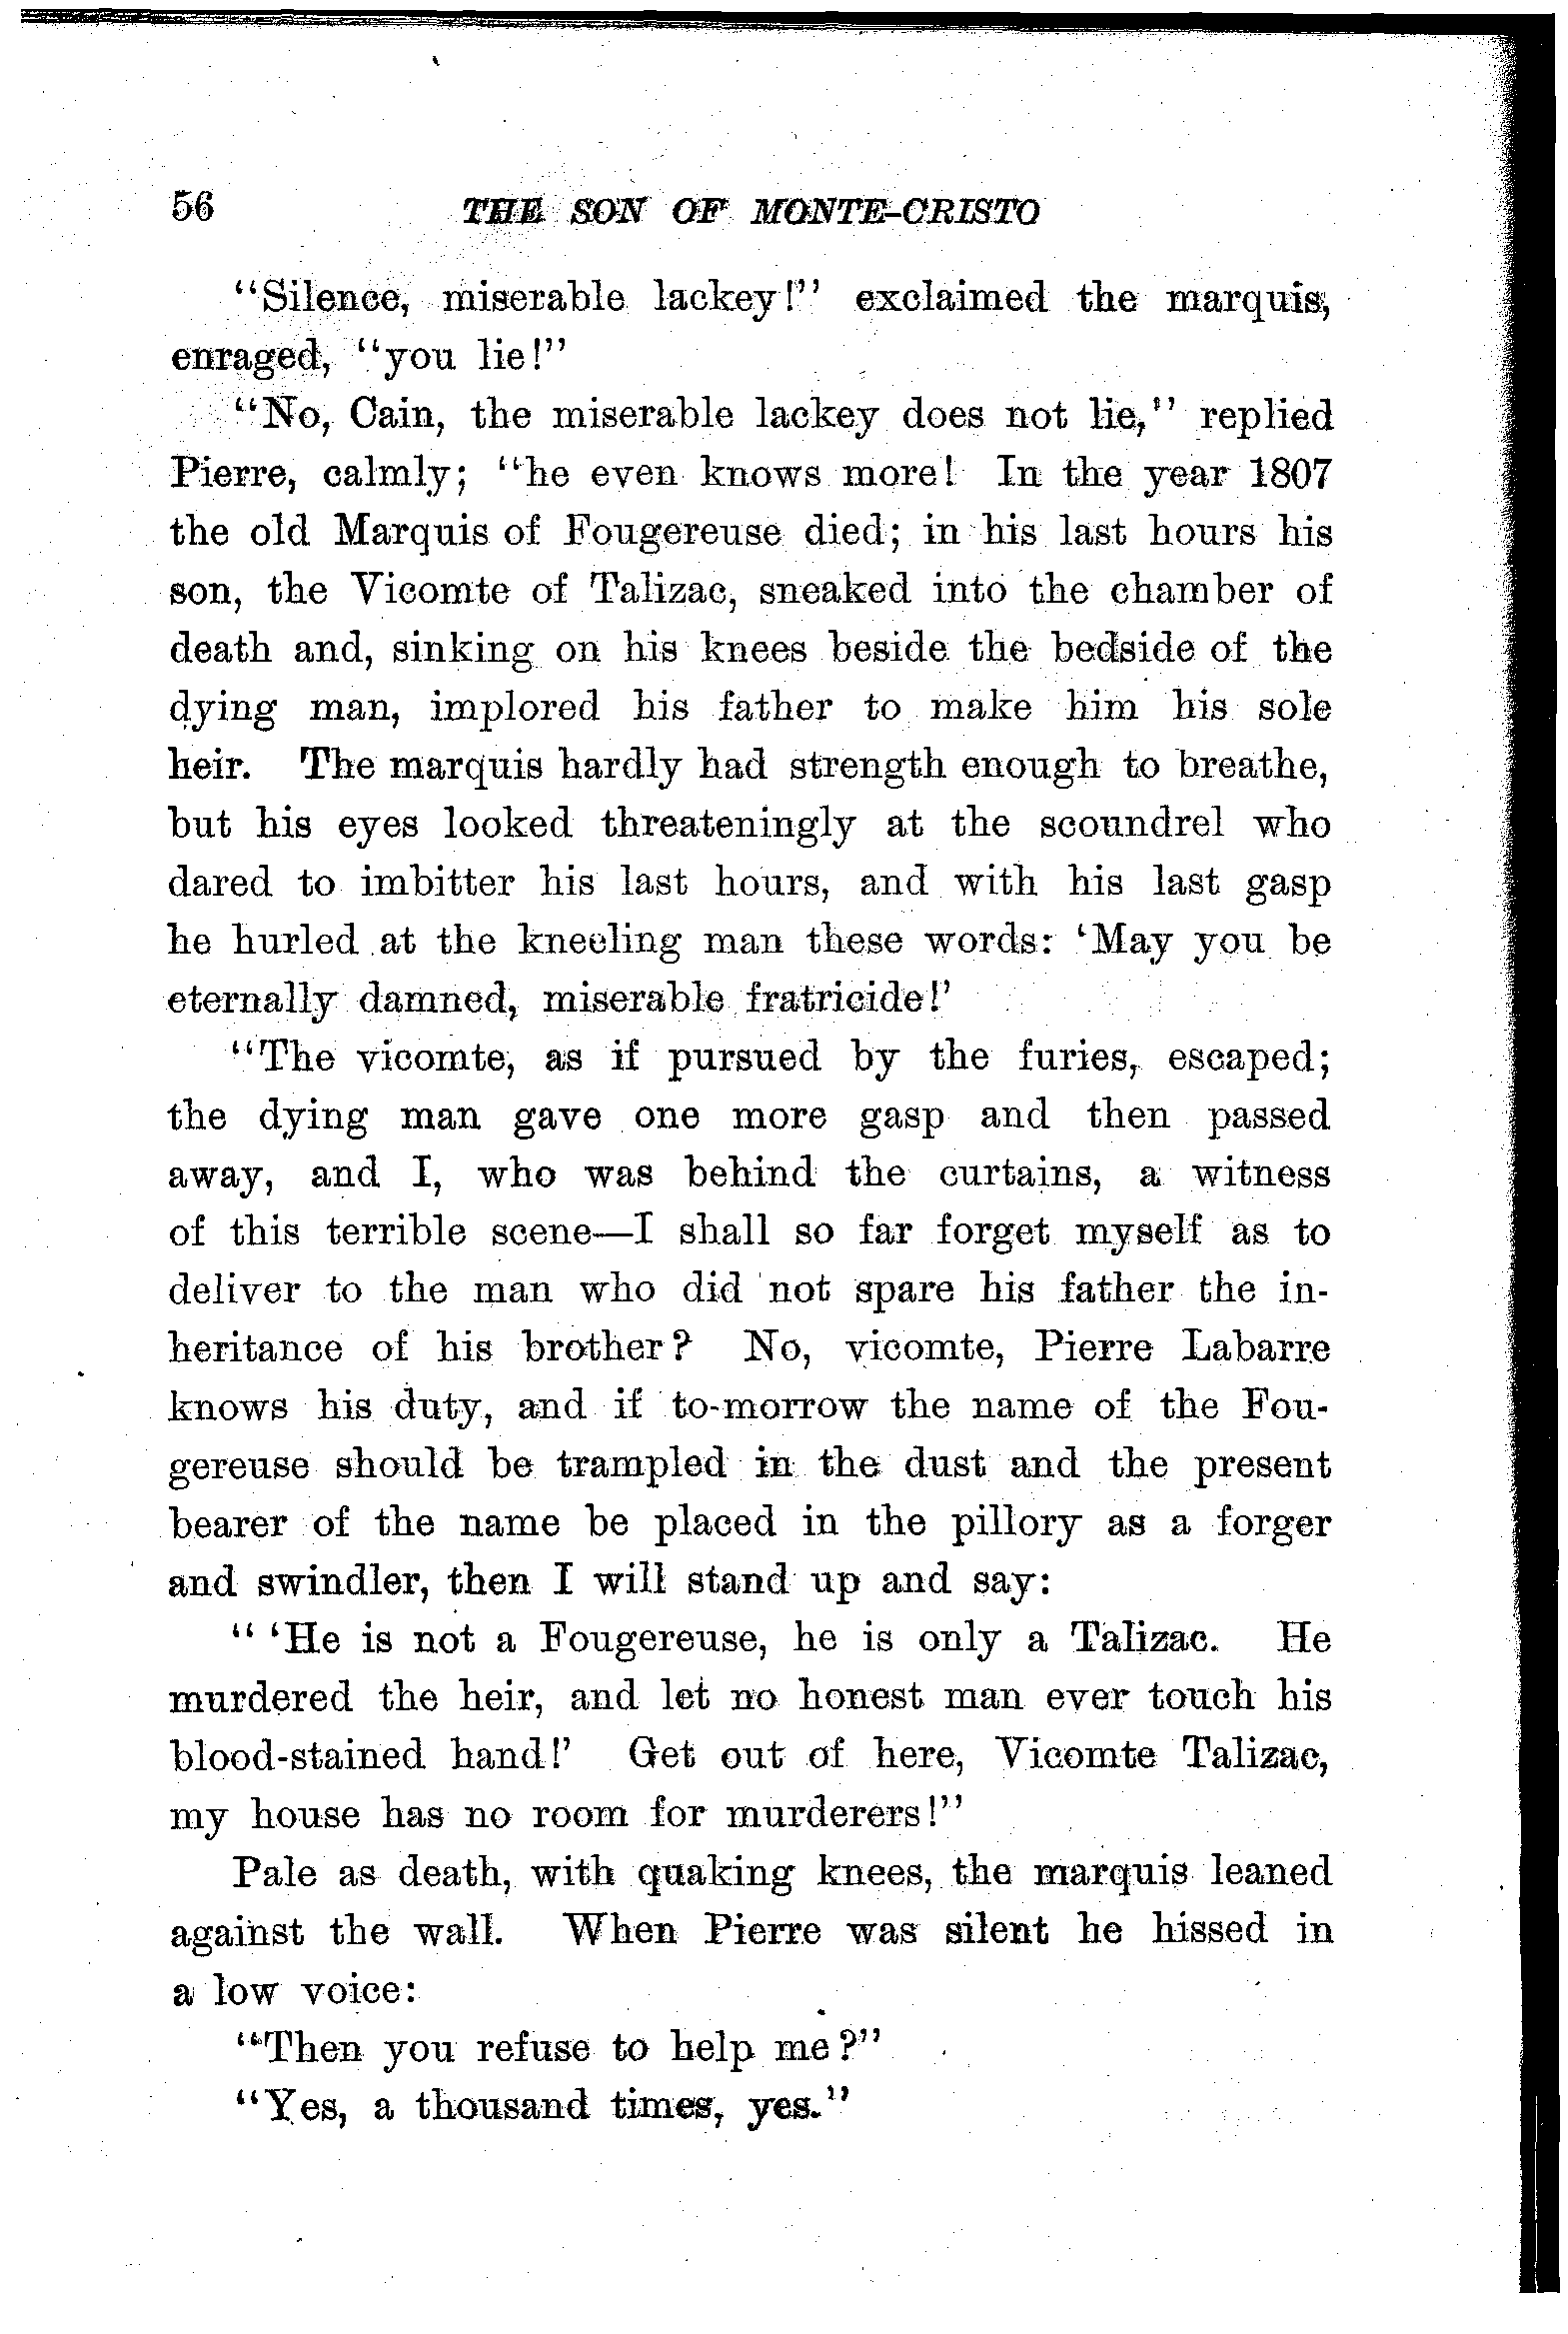 56 THE SON OF MONTE-CRISTO
"Silence, miserable lackey!" exclaimed the marquis,
enraged, "you lie!"
"No, Cain, the miserable lackey does not lie," replied
Pierre, calmly; "he even knows more! In the year 1807
the old Marquis of Fougereuse died; in his last hours his
son, the Vicomte of Talizac, sneaked into the chamber of
death and, sinking on his knees beside the bedside of the
dying man, implored his father to make him his sole
heir. The marquis hardly had strength enough to breathe,
but his eyes looked threateningly at the scoundrel who
dared to imbitter his last hours, and with his last gasp
he hurled at the kneeling man these words: 'May you be
eternally damned, miserable fratricide!'
"The vicomte, as if pursued by the furies, escaped;
the dying man gave one more gasp and then passed
away, and I, who was behind the curtains, a witness
of this terrible scene—I shall so far forget myself as to
deliver to the man who did not spare his father the in-
heritance of his brother? No, vicomte, Pierre Labarre
knows his duty, and if to-morrow the name of the Fou-
gereuse should be trampled in the dust and the present
bearer of the name be placed in the pillory as a forger
and swindler, then I will stand up and say:
" 'He is not a Fougereuse, he is only a Talizac. He
murdered the heir, and let no honest man ever touch his
blood-stained hand!' Get out of here, Vicomte Talizac,
my house has no room for murderers!"
Pale as death, with quaking knees, the marquis leaned
against the wall. When Pierre was silent he hissed in
a low voice:
"Then you refuse to help me?"
"Yes, a thousand times, yes."